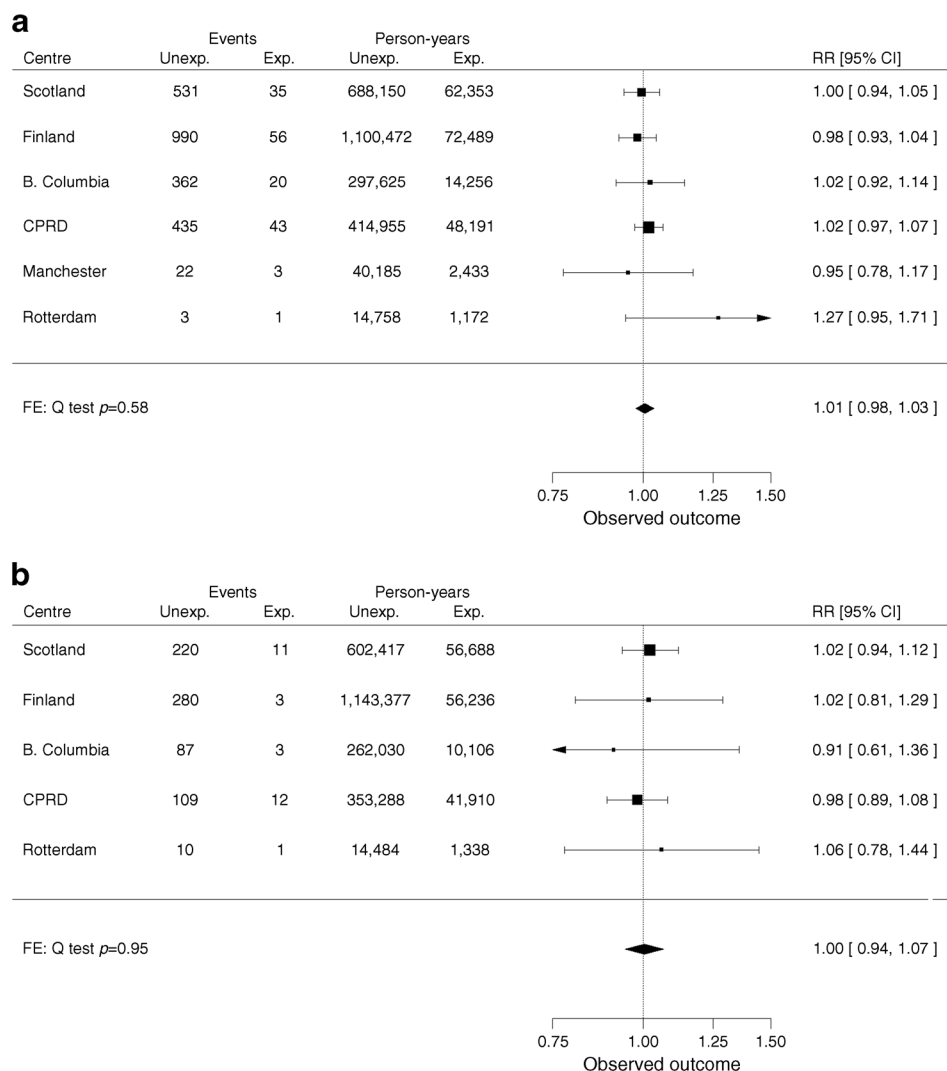 a
Events Person-years
Centre Unexp. Exp. Unexp. Exp. RR [95% CI]
Scotland 531 35 688,150 62,353 1.00 [ 0.94, 1.05 ]
Finland 990 56 1,100,472 72,489 0.98 [ 0.93, 1.04 ]
B. Columbia 362 20 297,625 14,256 1.02 [ 0.92, 1.14 ]
CPRD 435 43 414,955 48,191 1.02 [ 0.97, 1.07 ]
Manchester 22 3 40,185 2,433 0.95 [ 0.78, 1.17 ]
Rotterdam 3 1 14,758 1,172 1.27 [ 0.95, 1.71 ]
FE: Q test p=0.58 1.01 [ 0.98, 1.03 ]
0.75 1.00 1.25 1.50
Observed outcome
b
Events Person-years
Centre Unexp. Exp. Unexp. Exp. RR [95% CI]
Scotland 220 11 602,417 56,688 1.02 [ 0.94, 1.12 ]
Finland 280 3 1,143,377 56,236 1.02 [ 0.81, 1.29 ]
B. Columbia 87 3 262,030 10,106 0.91 [ 0.61, 1.36 ]
CPRD 109 12 353,288 41,910 0.98 [ 0.89, 1.08 ]
Rotterdam 10 1 14,484 1,338 1.06 [ 0.78, 1.44 ]
FE: Q test p=0.95 1.00 [ 0.94, 1.07 ]
0.75 1.00 1.25 1.50
Observed outcome